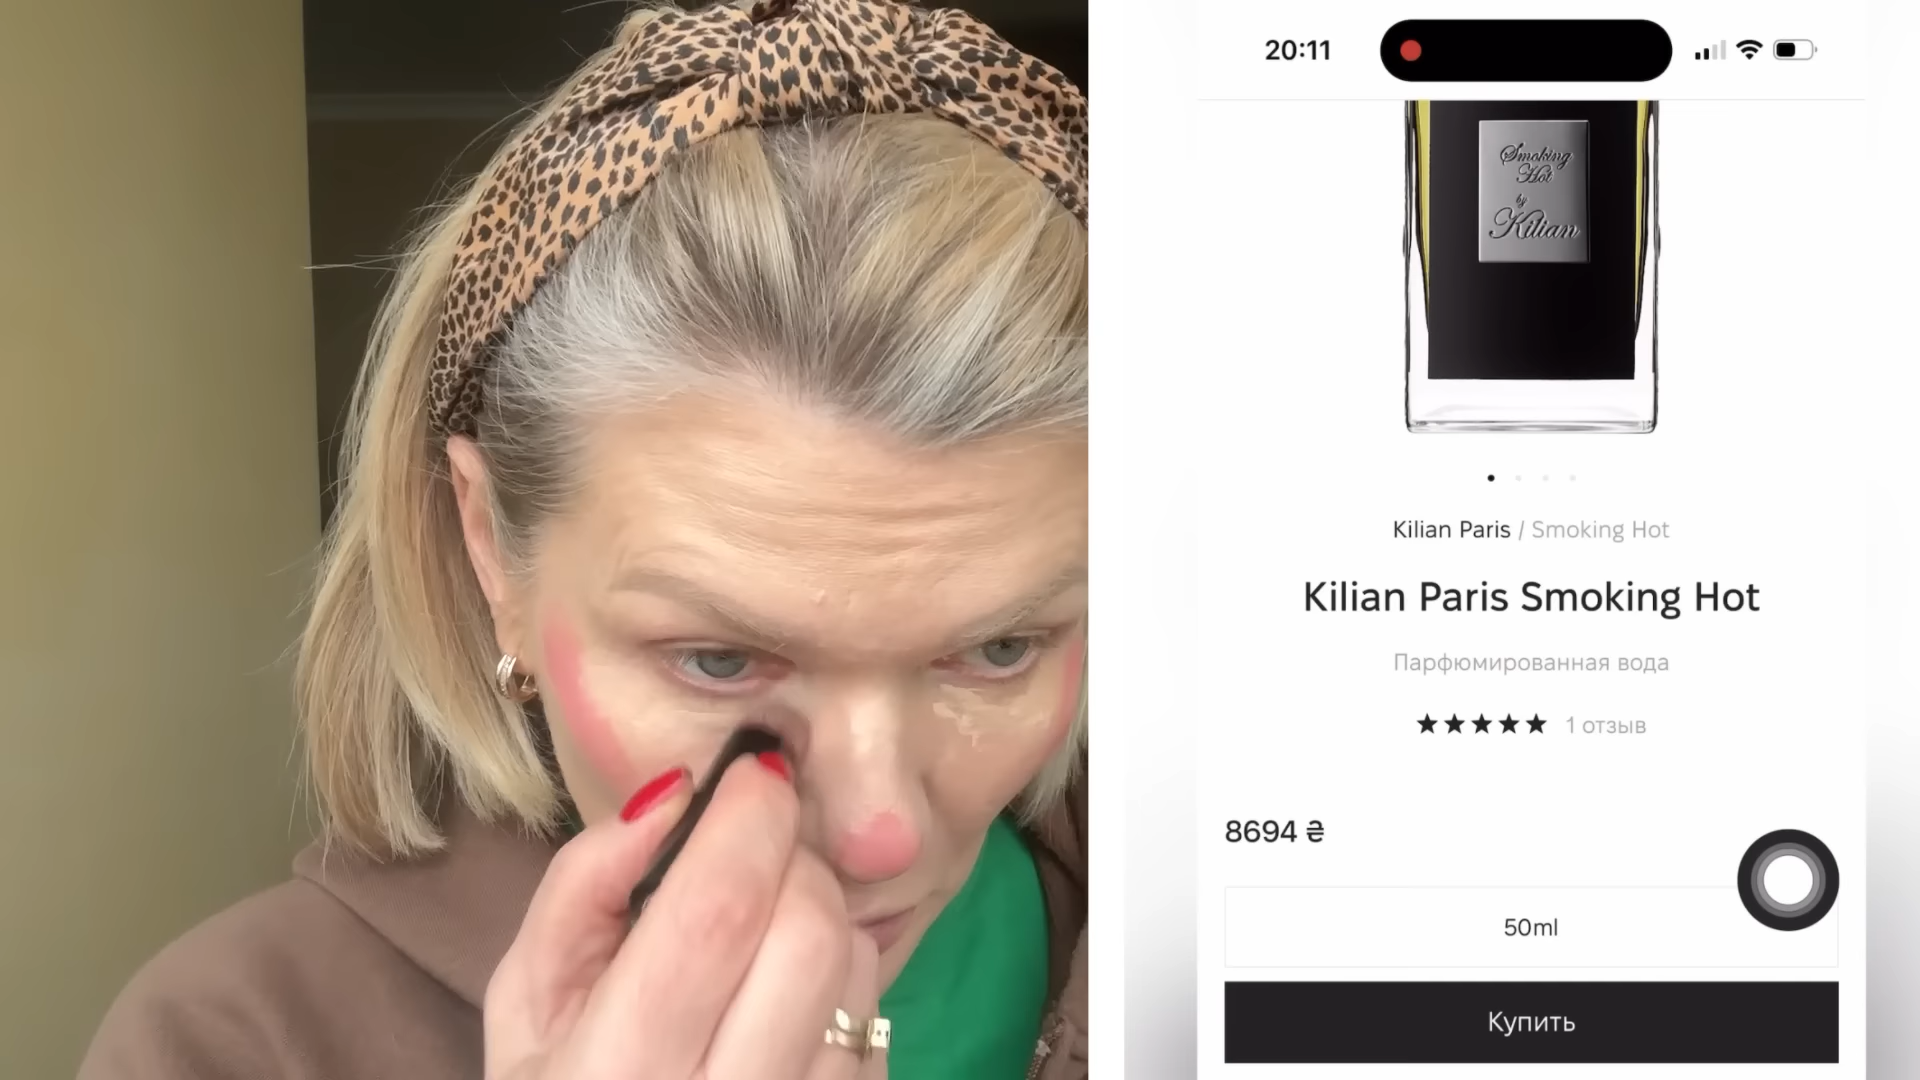 20:11
Smoking
Hot
by
Kilian
Kilian Paris / Smoking Hot
Kilian Paris Smoking Hot
Парфюмированная вода
1 отзыв
8694 ₴
50ml
Купить